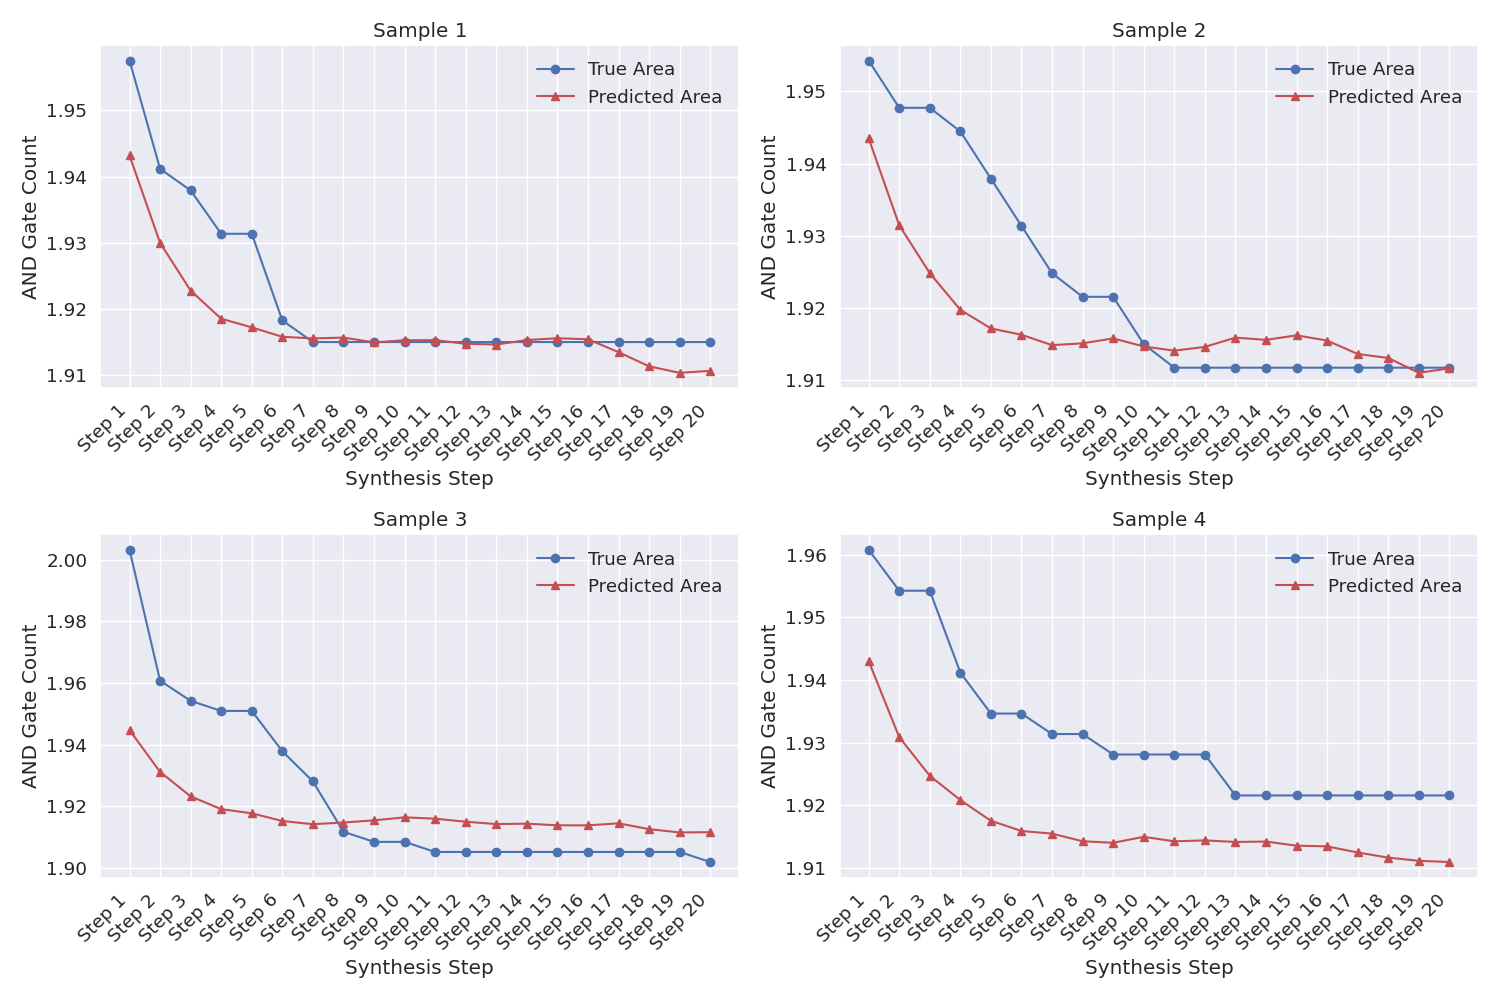 Sample 1
True Area
Predicted Area
AND Gate Count
1.95
1.94
1.93
1.92
1.91
Step 1
Step 2
Step 3
Step 4
Step 5
Step 6
Step 7
Step 8
Step 9
Step 10
Step 11
Step 12
Step 13
Step 14
Step 15
Step 16
Step 17
Step 18
Step 19
Step 20
Synthesis Step
Sample 2
True Area
Predicted Area
AND Gate Count
1.95
1.94
1.93
1.92
1.91
Step 1
Step 2
Step 3
Step 4
Step 5
Step 6
Step 7
Step 8
Step 9
Step 10
Step 11
Step 12
Step 13
Step 14
Step 15
Step 16
Step 17
Step 18
Step 19
Step 20
Synthesis Step
Sample 3
True Area
Predicted Area
AND Gate Count
2.00
1.98
1.96
1.94
1.92
1.90
Step 1
Step 2
Step 3
Step 4
Step 5
Step 6
Step 7
Step 8
Step 9
Step 10
Step 11
Step 12
Step 13
Step 14
Step 15
Step 16
Step 17
Step 18
Step 19
Step 20
Synthesis Step
Sample 4
True Area
Predicted Area
AND Gate Count
1.96
1.95
1.94
1.93
1.92
1.91
Step 1
Step 2
Step 3
Step 4
Step 5
Step 6
Step 7
Step 8
Step 9
Step 10
Step 11
Step 12
Step 13
Step 14
Step 15
Step 16
Step 17
Step 18
Step 19
Step 20
Synthesis Step